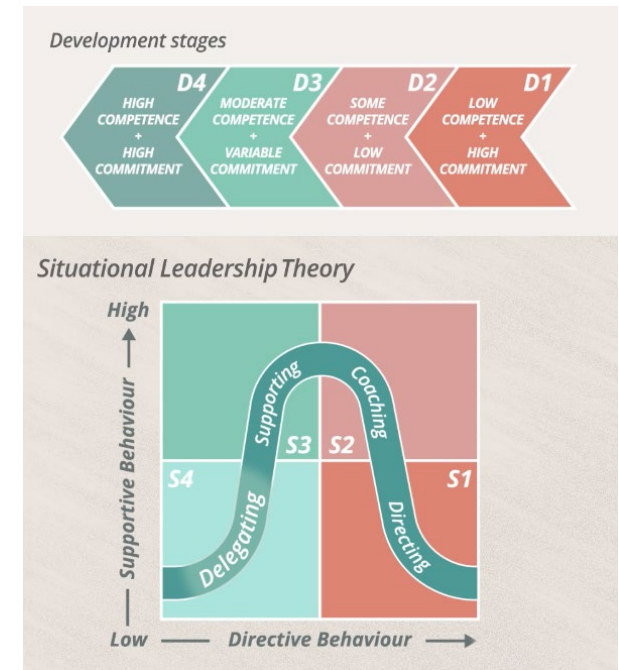 Development stages
D4
HIGH
COMPETENCE
+
HIGH
COMMITMENT
D3
MODERATE
COMPETENCE
+
VARIABLE
COMMITMENT
D2
SOME
COMPETENCE
+
LOW
COMMITMENT
D1
LOW
COMPETENCE
+
HIGH
COMMITMENT
Situational Leadership Theory
High
Supportive Behaviour
Low
Directive Behaviour
Supporting
Coaching
S3
S2
S4
S1
Delegating
Directing